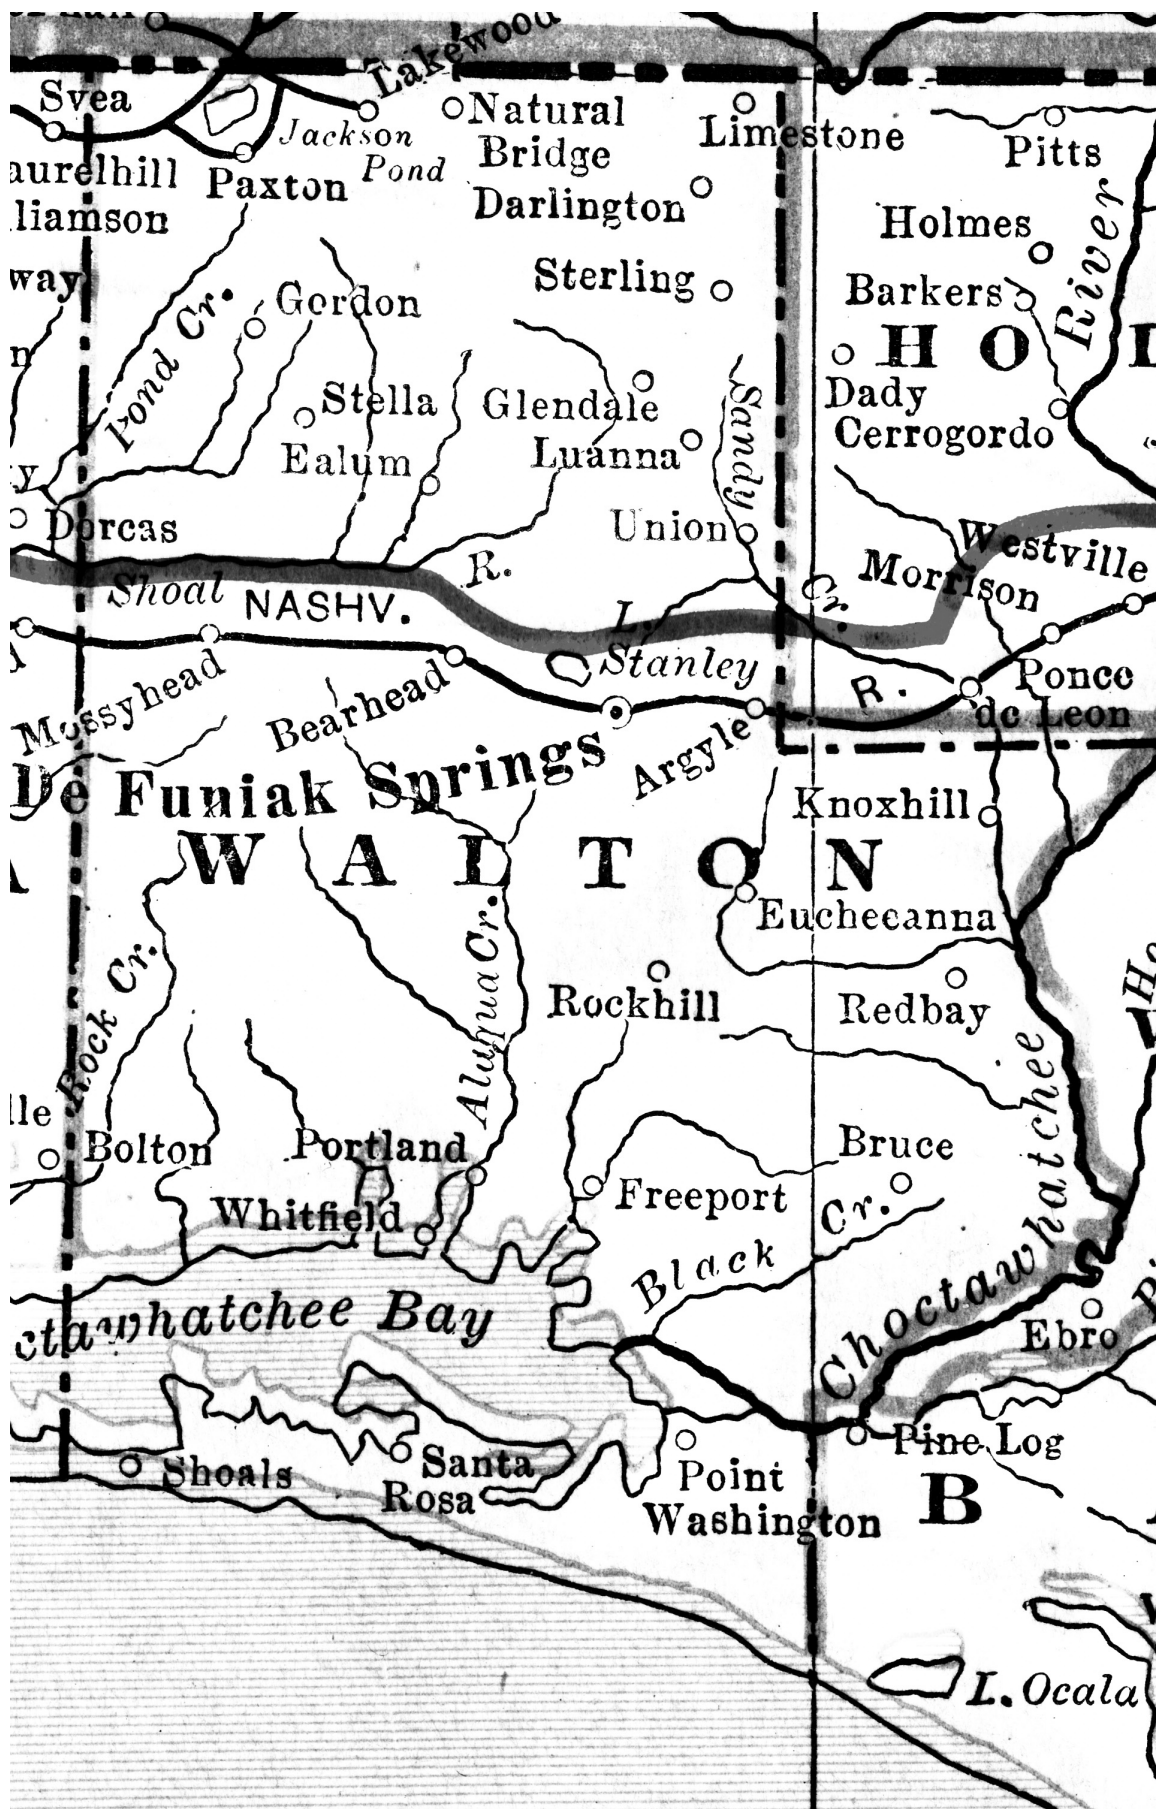 Lakewood
Svea
Natural
Bridge
Limestone
Pitts
Jackson
Pond
aurelhill
Paxton
Darlington
liamson
Holmes
River
way
Sterling
Barkers
Gordon
Pond Cr.
H O L
n
Stella
Glendale
Sandy
Dady
Cerrogordo
Ealum
Luanna
y
Dorcas
Union
Westville
R.
Morrison
Shoal
NASHV.
Cr.
L.
Stanley
Ponce
de Leon
R.
Mossyhead
Bearhead
Argyle
De Funiak Springs
Knoxhill
A
W A L T O N
Eucheeanna
Rock Cr.
Alaqua Cr.
Rockhill
Redbay
Ho
lle
Bolton
Portland
Bruce
Freeport
Whitfield
Black Cr.
Choctawhatchee
ctawhatchee Bay
Ebro
Pine Log
Shoals
Santa
Rosa
Point
Washington
B
L. Ocala